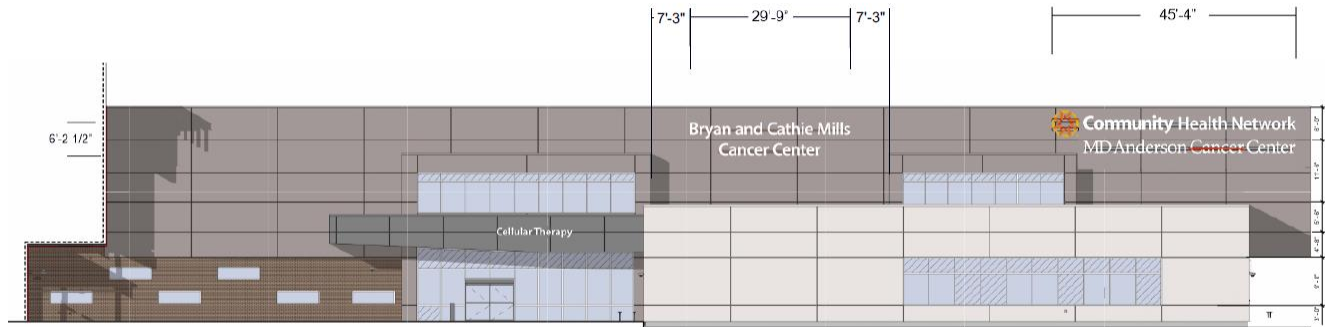 7'-3" 29'-9" 7'-3" 45'-4"
6'-2 1/2"
Bryan and Cathie Mills
Cancer Center
Community Health Network
MD Anderson Cancer Center
Cellular Therapy